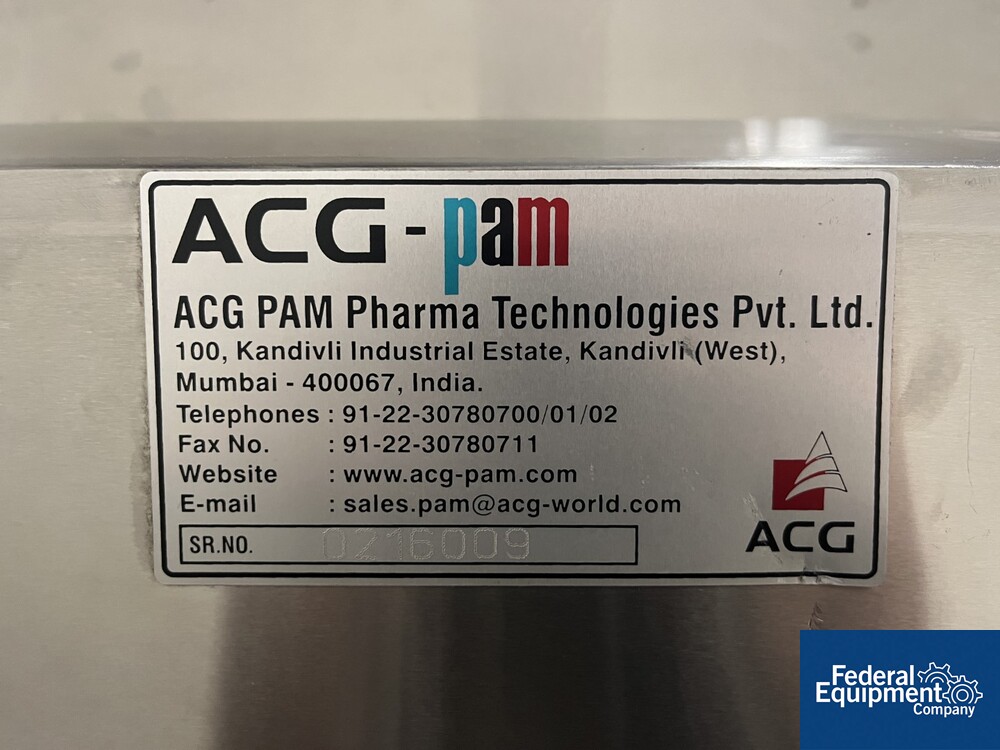 ACG - pam
ACG PAM Pharma Technologies Pvt. Ltd.
100, Kandivli Industrial Estate, Kandivli (West),
Mumbai - 400067, India.
Telephones : 91-22-30780700/01/02
Fax No. : 91-22-30780711
Website : www.acg-pam.com
E-mail : sales.pam@acg-world.com
SR.NO. 0Z16009
ACG
Federal
Equipment
Company